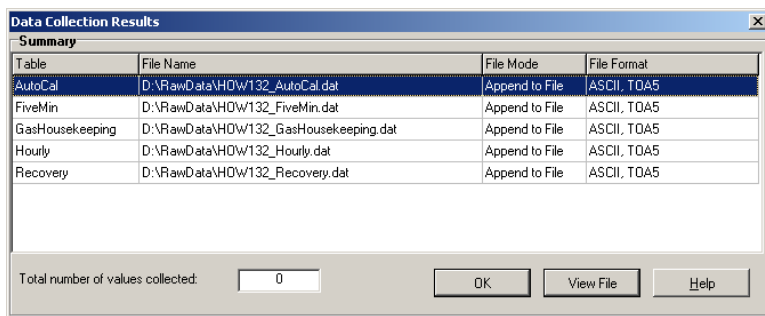 Data Collection Results
Summary
Table File Name File Mode File Format
AutoCal D:\RawData\HOW132_AutoCal.dat Append to File ASCII, TOA5
FiveMin D:\RawData\HOW132_FiveMin.dat Append to File ASCII, TOA5
GasHousekeeping D:\RawData\HOW132_GasHousekeeping.dat Append to File ASCII, TOA5
Hourly D:\RawData\HOW132_Hourly.dat Append to File ASCII, TOA5
Recovery D:\RawData\HOW132_Recovery.dat Append to File ASCII, TOA5
Total number of values collected: 0 OK View File Help